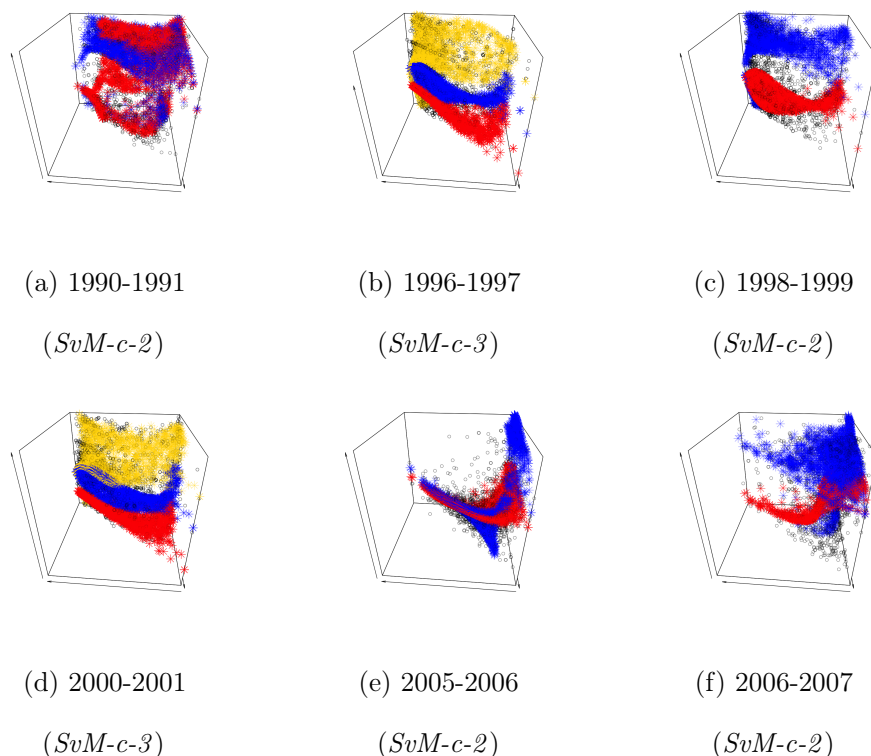 (a) 1990-1991
(b) 1996-1997
(c) 1998-1999
(SvM-c-2)
(SvM-c-3)
(SvM-c-2)
(d) 2000-2001
(e) 2005-2006
(f) 2006-2007
(SvM-c-3)
(SvM-c-2)
(SvM-c-2)